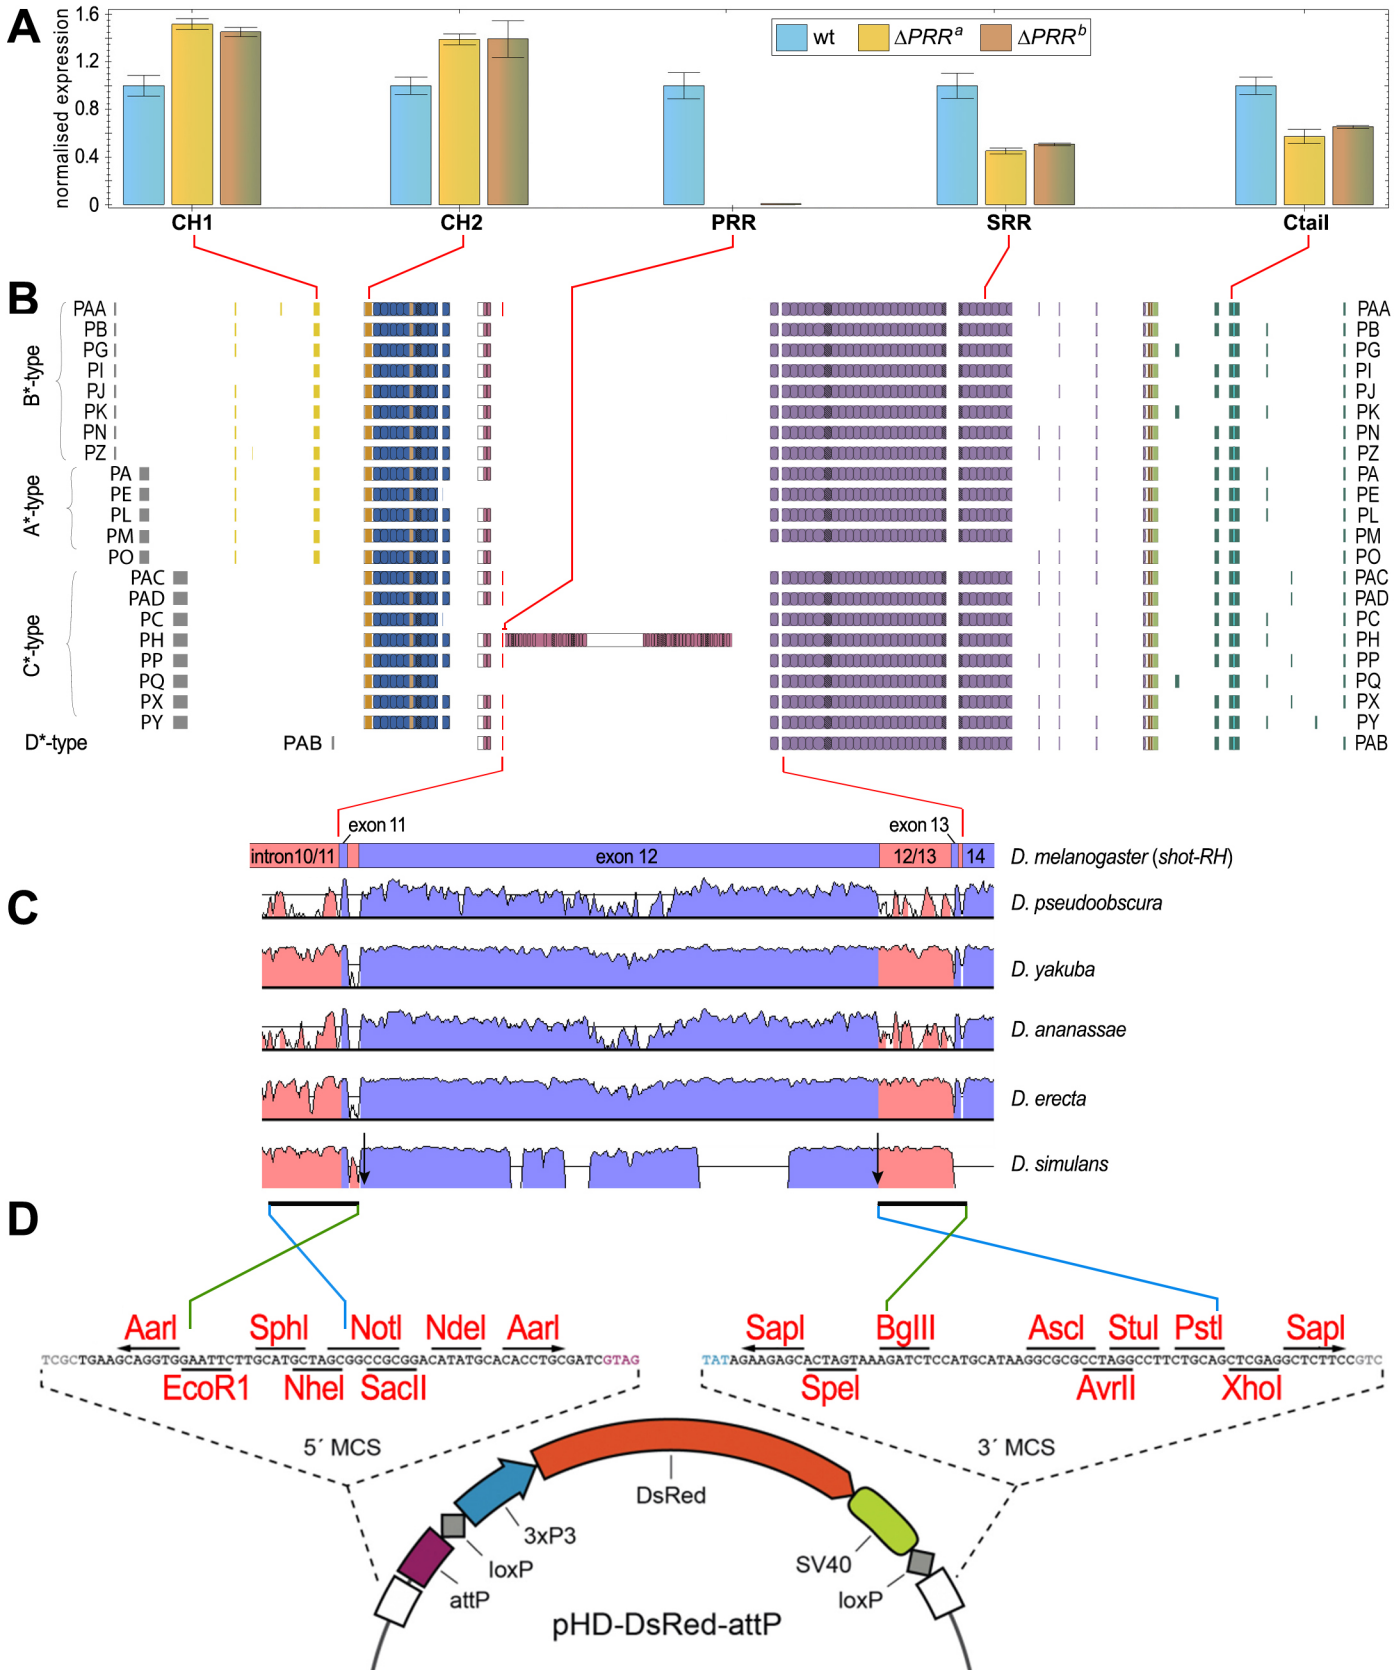 A
normalised expression
1.6
1.2
0.8
0.4
0
wt
ΔPRRᵃ
ΔPRRᵇ
CH1
CH2
PRR
SRR
Ctail
B
B*-type
A*-type
C*-type
D*-type
PAA
PB
PG
PI
PJ
PK
PN
PZ
PA
PE
PL
PM
PO
PAC
PAD
PC
PH
PP
PQ
PX
PY
PAB
PAA
PB
PG
PI
PJ
PK
PN
PZ
PA
PE
PL
PM
PO
PAC
PAD
PC
PH
PP
PQ
PX
PY
PAB
C
exon 11
exon 13
intron10/11
exon 12
12/13
14
D. melanogaster (shot-RH)
D. pseudoobscura
D. yakuba
D. ananassae
D. erecta
D. simulans
D
AarI
SphI
NotI
NdeI
AarI
TCGCTGAAGCAGGTGGAATTCTTGCATGCTAGCGGCCGCGGACATATGCACACCTGCGATCGTAG
EcoR1
NheI
SacII
SapI
BglII
AscI
StuI
PstI
SapI
TATAGAAGAGCACTAGTAAAGATCTCCATGCATAAGGCGCGCCTAGGCCTTCTGCAGCTCGAGGCTCTTCCGTC
SpeI
AvrII
XhoI
5´ MCS
3´ MCS
DsRed
3xP3
loxP
attP
SV40
loxP
pHD-DsRed-attP